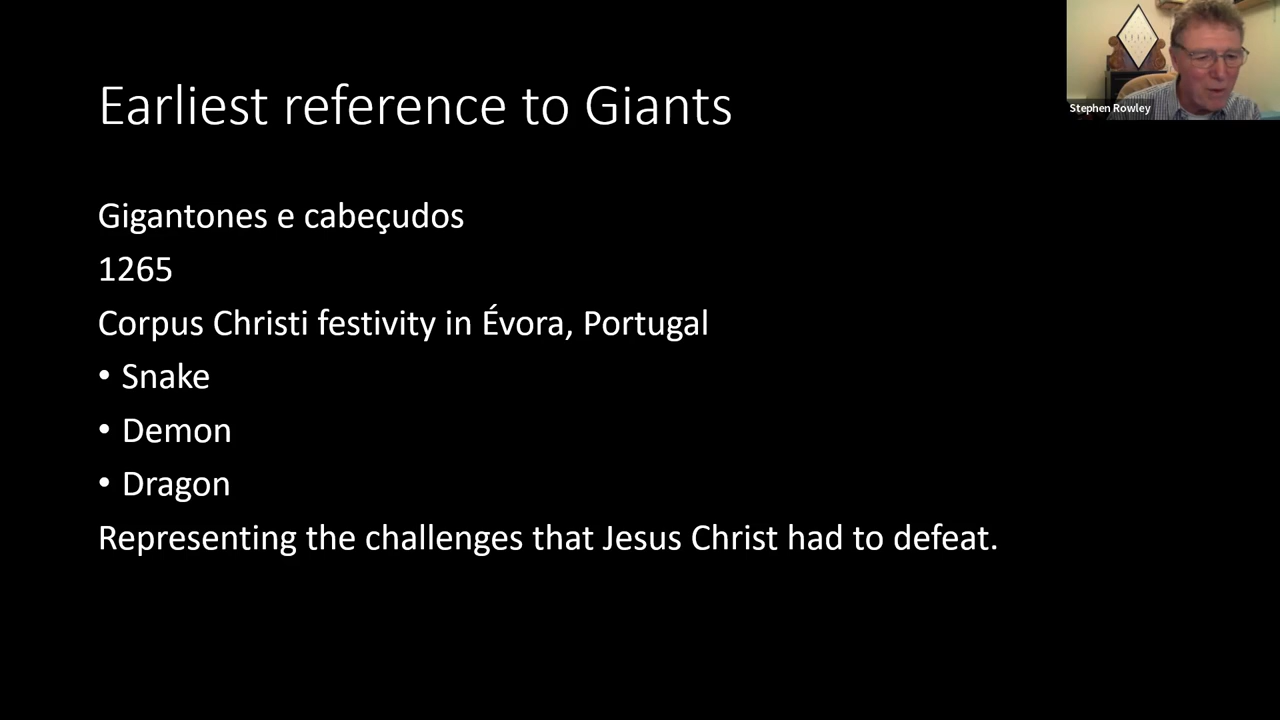 Earliest reference to Giants
Stephen Rowley
Gigantones e cabeçudos
1265
Corpus Christi festivity in Évora, Portugal
• Snake
• Demon
• Dragon
Representing the challenges that Jesus Christ had to defeat.